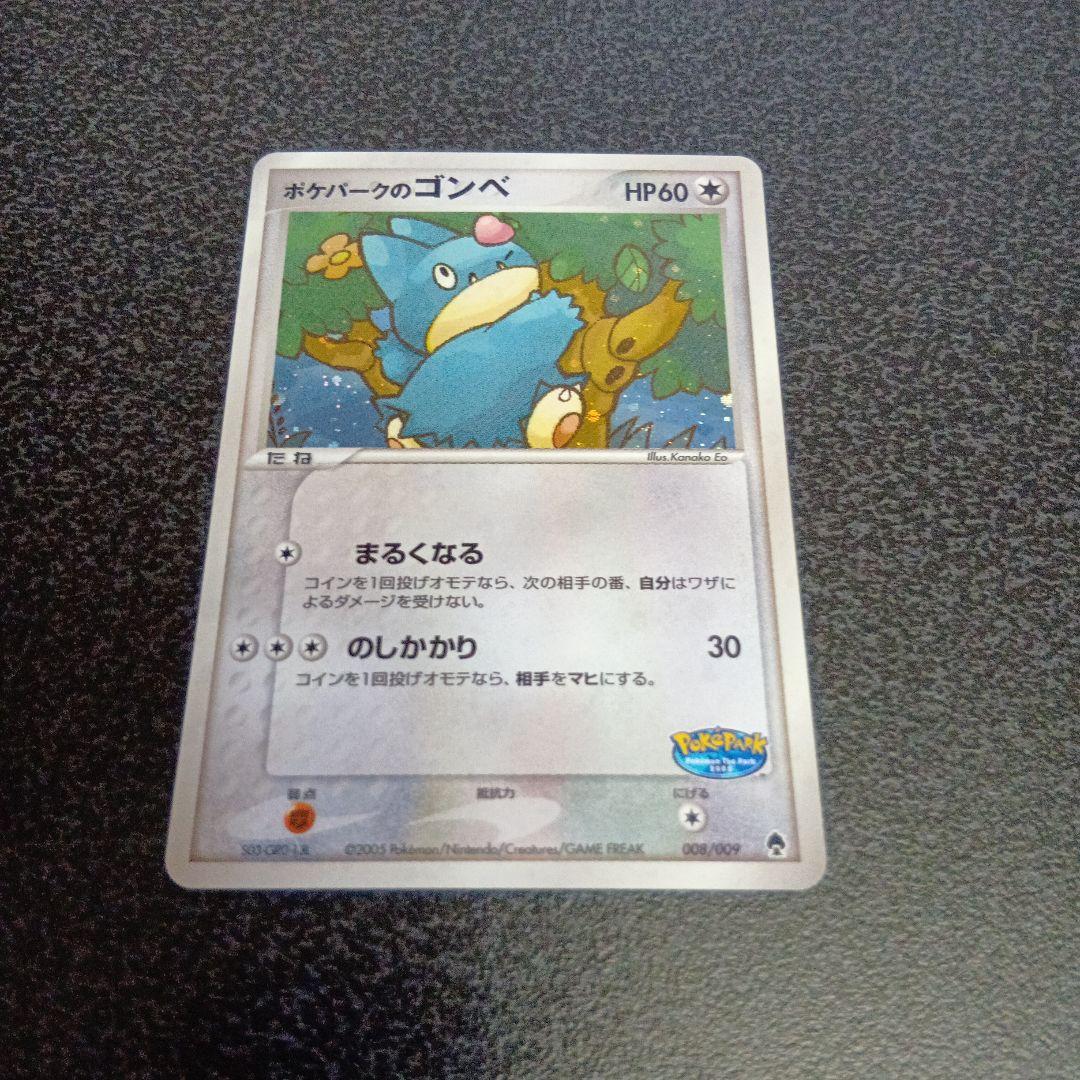 ポケパークのゴンベ HP60
たね
Illus.Kanako Eo
まるくなる
コインを1回投げオモテなら、次の相手の番、自分はワザに
よるダメージを受けない。
のしかかり 30
コインを1回投げオモテなら、相手をマヒにする。
POKéPARK
Pokémon The Park
2005
弱点 抵抗力 にげる
©2005 Pokémon/Nintendo/Creatures/GAME FREAK 008/009